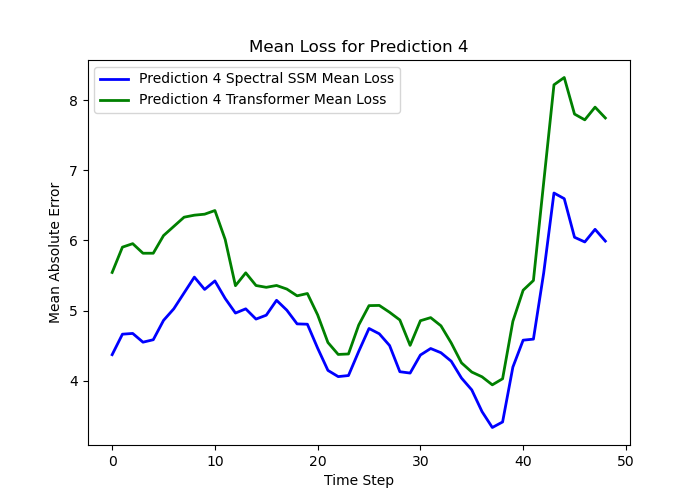 Mean Loss for Prediction 4
Prediction 4 Spectral SSM Mean Loss
Prediction 4 Transformer Mean Loss
Mean Absolute Error
8
7
6
5
4
0 10 20 30 40 50
Time Step